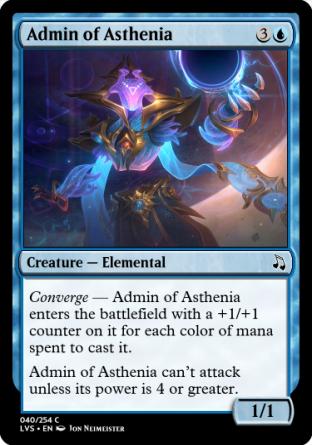 Admin of Asthenia 3
Creature — Elemental
Converge — Admin of Asthenia
enters the battlefield with a +1/+1
counter on it for each color of mana
spent to cast it.
Admin of Asthenia can't attack
unless its power is 4 or greater.
1/1
040/254 C
LVS • EN Jon Neimeister